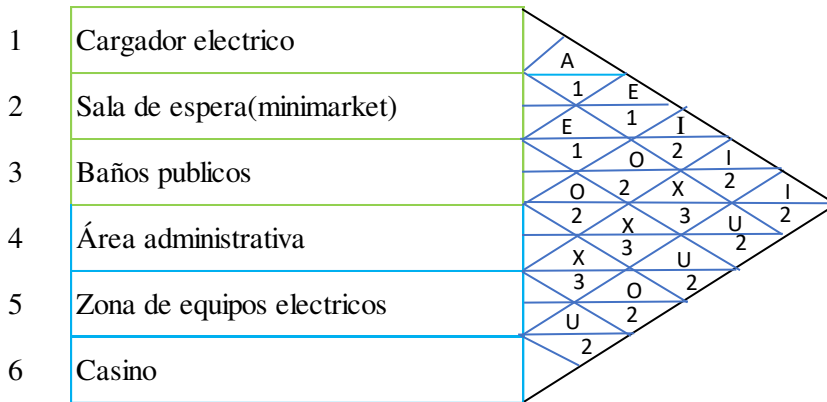 1 Cargador electrico
2 Sala de espera(minimarket)
3 Baños publicos
4 Área administrativa
5 Zona de equipos electricos
6 Casino
A
1 E
E 1 I
1 O 2 I
O 2 X 2 I
2 X 3 U 2
X 3 U 2
3 O 2
U 2
2